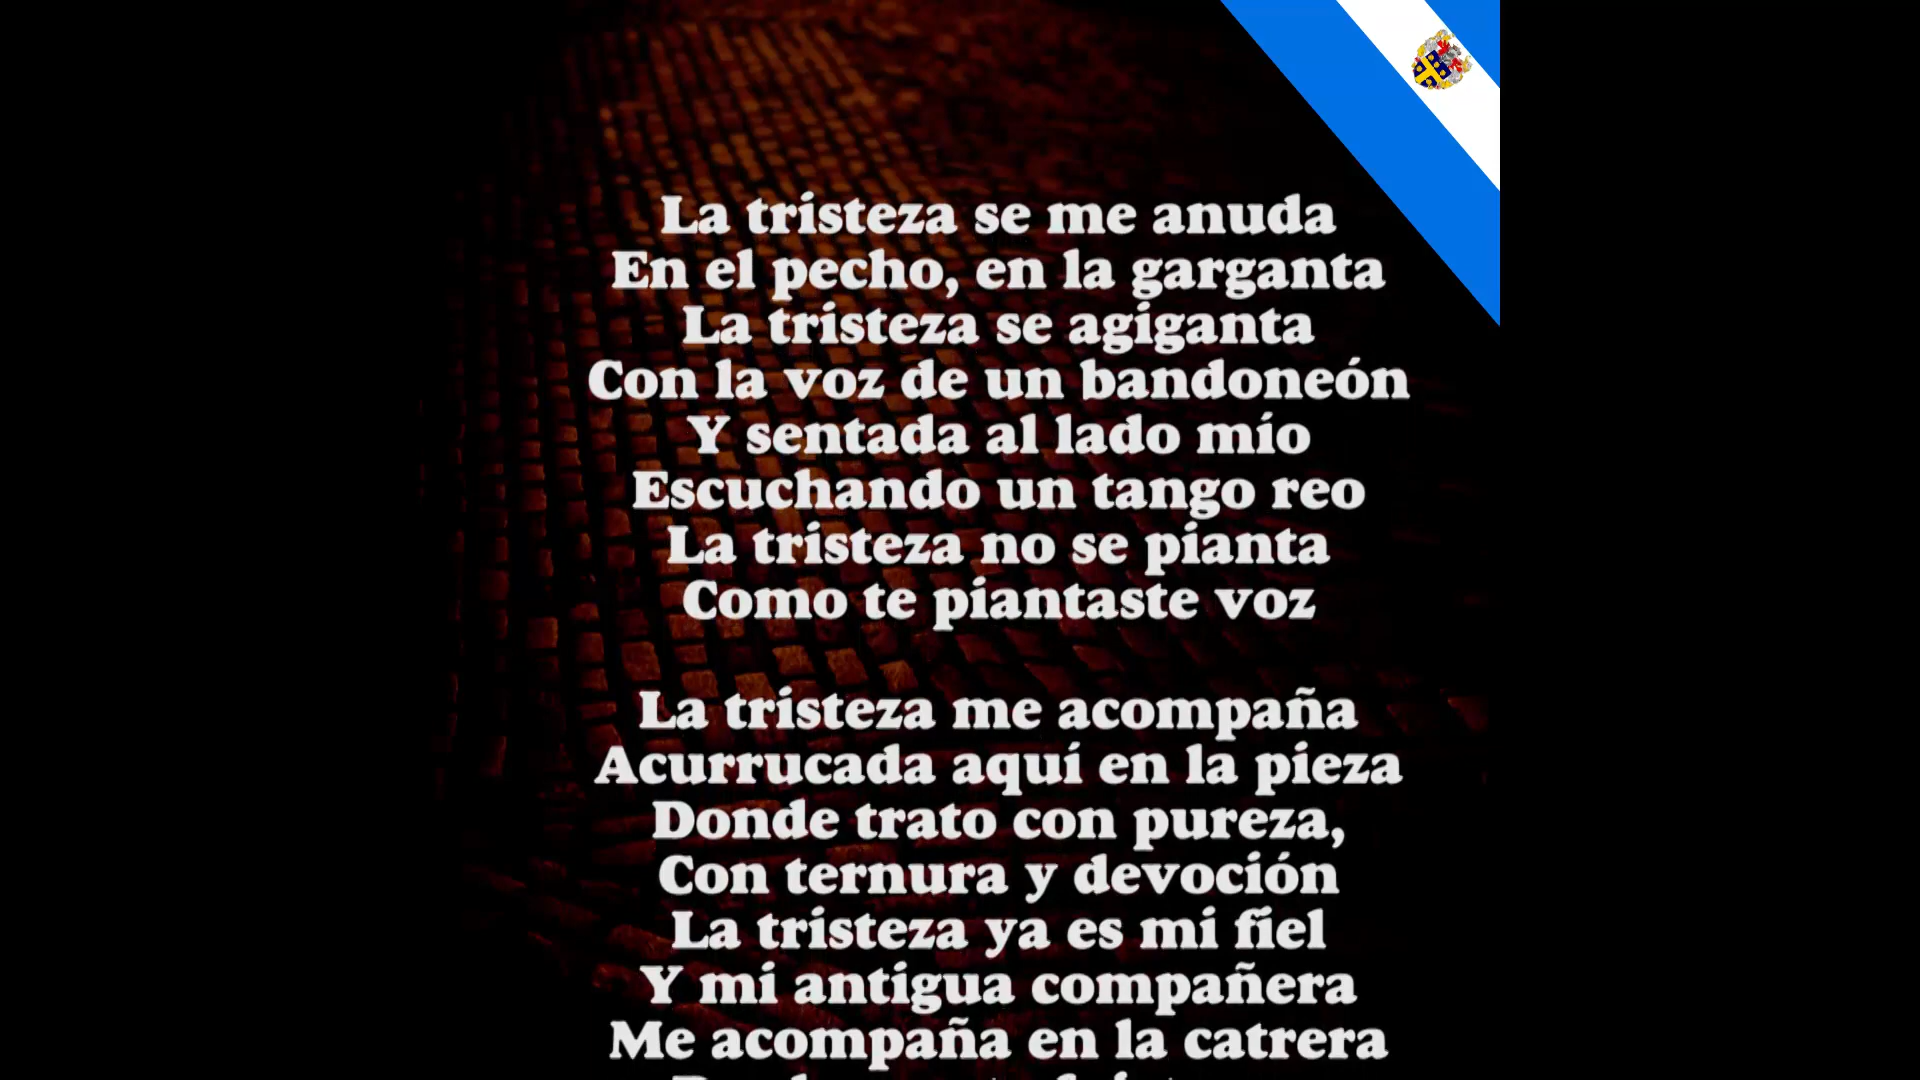 La tristeza se me anuda
En el pecho, en la garganta
La tristeza se agiganta
Con la voz de un bandoneón
Y sentada al lado mío
Escuchando un tango reo
La tristeza no se pianta
Como te piantaste voz
La tristeza me acompaña
Acurrucada aquí en la pieza
Donde trato con pureza,
Con ternura y devoción
La tristeza ya es mi fiel
Y mi antigua compañera
Me acompaña en la catrera